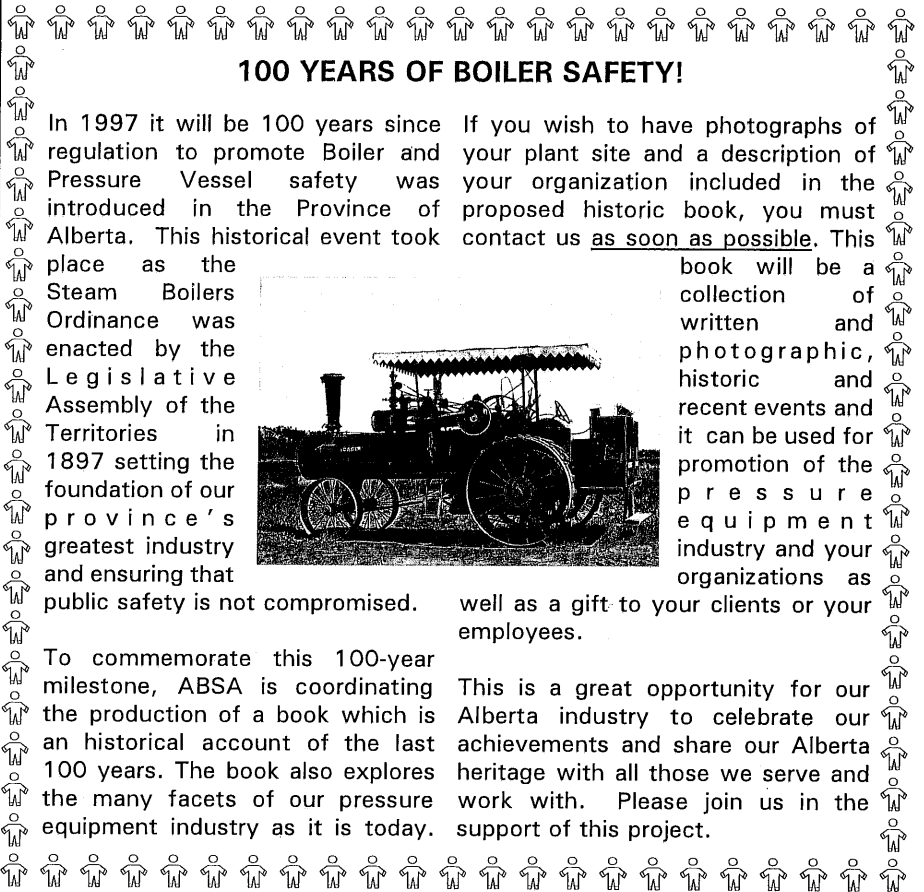 100 YEARS OF BOILER SAFETY!
In 1997 it will be 100 years since
regulation to promote Boiler and
Pressure Vessel safety was
introduced in the Province of
Alberta. This historical event took
place as the
Steam Boilers
Ordinance was
enacted by the
Legislative
Assembly of the
Territories in
1897 setting the
foundation of our
province's
greatest industry
and ensuring that
public safety is not compromised.
To commemorate this 100-year
milestone, ABSA is coordinating
the production of a book which is
an historical account of the last
100 years. The book also explores
the many facets of our pressure
equipment industry as it is today.
If you wish to have photographs of
your plant site and a description of
your organization included in the
proposed historic book, you must
contact us as soon as possible. This
book will be a
collection of
written and
photographic,
historic and
recent events and
it can be used for
promotion of the
pressure
equipment
industry and your
organizations as
well as a gift to your clients or your
employees.
This is a great opportunity for our
Alberta industry to celebrate our
achievements and share our Alberta
heritage with all those we serve and
work with. Please join us in the
support of this project.
CASE